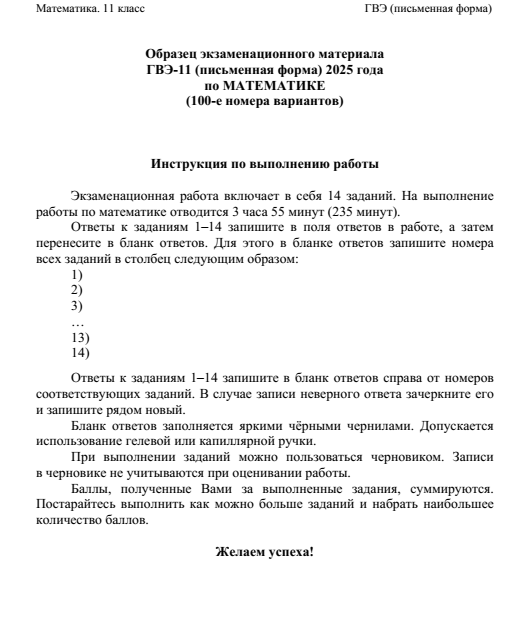 Математика. 11 класс ГВЭ (письменная форма)
Образец экзаменационного материала
ГВЭ-11 (письменная форма) 2025 года
по МАТЕМАТИКЕ
(100-е номера вариантов)
Инструкция по выполнению работы
Экзаменационная работа включает в себя 14 заданий. На выполнение
работы по математике отводится 3 часа 55 минут (235 минут).
Ответы к заданиям 1–14 запишите в поля ответов в работе, а затем
перенесите в бланк ответов. Для этого в бланке ответов запишите номера
всех заданий в столбец следующим образом:
1)
2)
3)
…
13)
14)
Ответы к заданиям 1–14 запишите в бланк ответов справа от номеров
соответствующих заданий. В случае записи неверного ответа зачеркните его
и запишите рядом новый.
Бланк ответов заполняется яркими чёрными чернилами. Допускается
использование гелевой или капиллярной ручки.
При выполнении заданий можно пользоваться черновиком. Записи
в черновике не учитываются при оценивании работы.
Баллы, полученные Вами за выполненные задания, суммируются.
Постарайтесь выполнить как можно больше заданий и набрать наибольшее
количество баллов.
Желаем успеха!